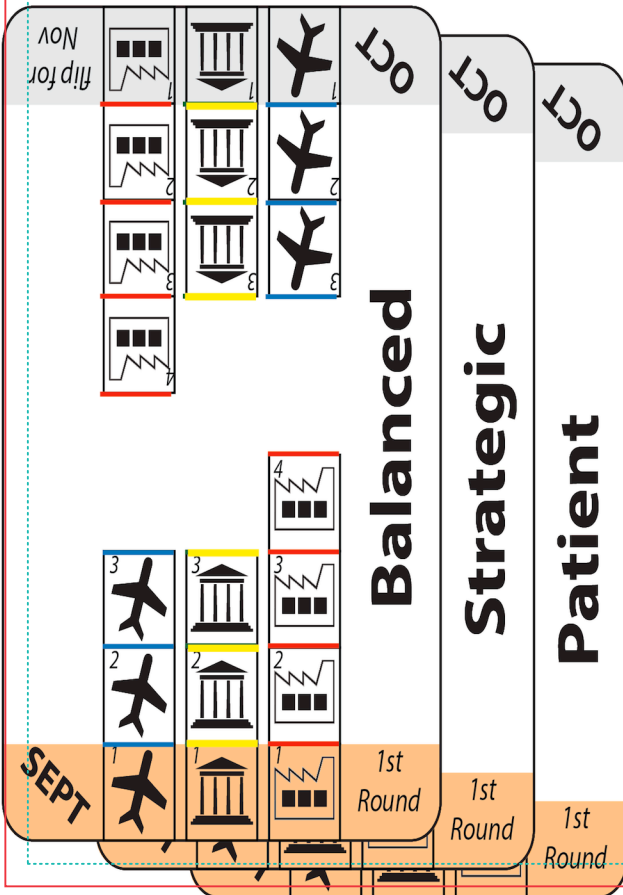 flip for
Nov
1
1
1
OCT
OCT
OCT
2
2
2
3
3
3
4
Balanced
Strategic
Patient
4
3
3
3
2
2
2
SEPT
1
1
1
1st
Round
1st
Round
1st
Round